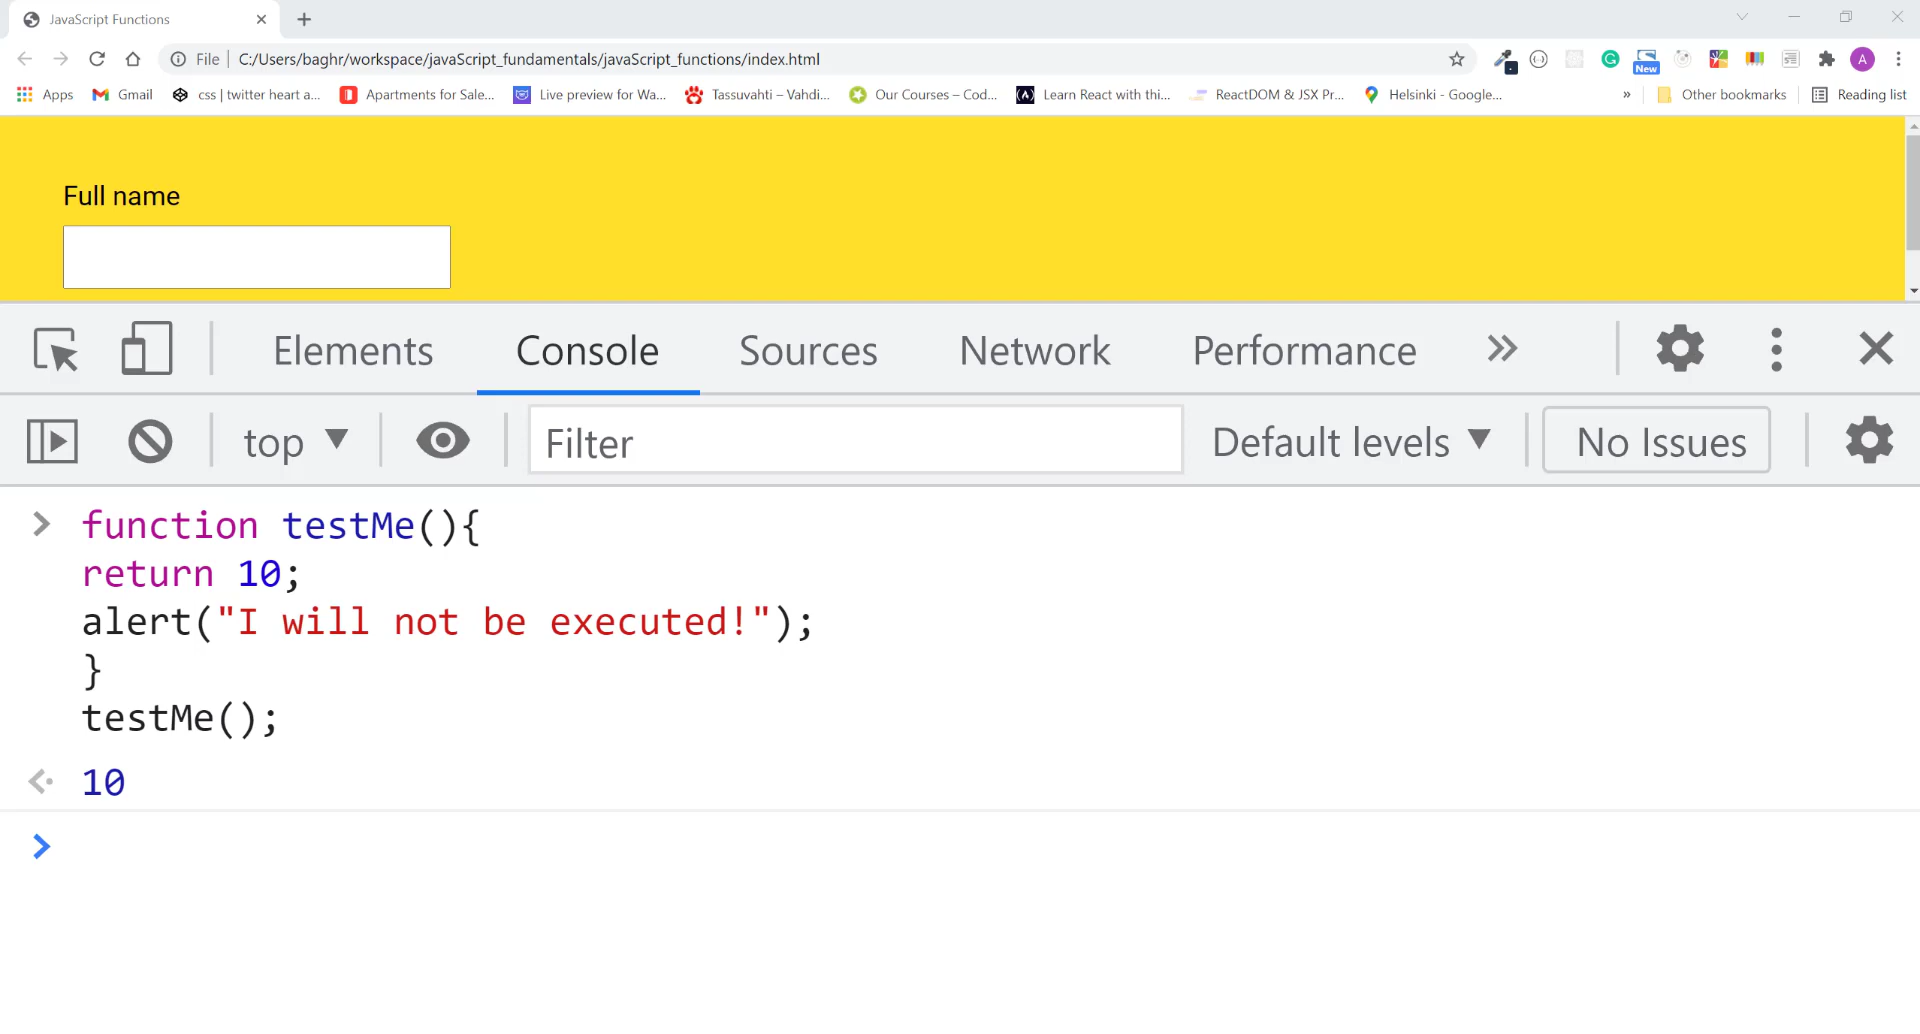 JavaScript Functions
File C:/Users/baghr/workspace/javaScript_fundamentals/javaScript_functions/index.html
New
A
Apps Gmail css | twitter heart a... Apartments for Sale... Live preview for Wa... Tassuvahti – Vahdi... Our Courses – Cod... Learn React with thi... ReactDOM & JSX Pr... Helsinki - Google... » Other bookmarks Reading list
Full name
Elements Console Sources Network Performance »
top Filter Default levels No Issues
> function testMe(){
return 10;
alert("I will not be executed!");
}
testMe();
10
>